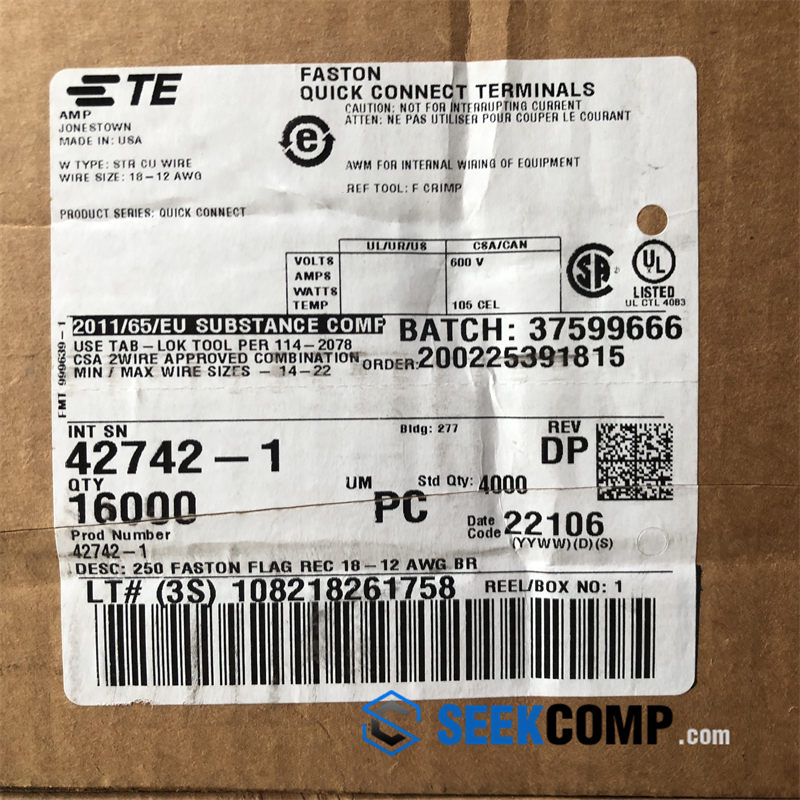 TE
FASTON
QUICK CONNECT TERMINALS
CAUTION: NOT FOR INTERRUPTING CURRENT
ATTEN: NE PAS UTILISER POUR COUPER LE COURANT
AMP
JONESTOWN
MADE IN: USA
e
W TYPE: STR CU WIRE
WIRE SIZE: 18-12 AWG
AWM FOR INTERNAL WIRING OF EQUIPMENT
REF TOOL: F CRIMP
PRODUCT SERIES: QUICK CONNECT
UL/UR/US CSA/CAN
VOLTS 600 V
AMPS
WATTS
TEMP 105 CEL
SA
UL
LISTED
UL CTL 40B3
FMT 999639-1
2011/65/EU SUBSTANCE COMP
BATCH: 37599666
USE TAB-LOK TOOL PER 114-2078
CSA 2WIRE APPROVED COMBINATION
MIN / MAX WIRE SIZES - 14-22
ORDER:200225391815
INT SN
42742-1
Bldg: 277
REV
DP
QTY
16000
UM
PC
Std Qty: 4000
Date Code 22106
(YYWW)(D)(S)
Prod Number
42742-1
DESC: 250 FASTON FLAG REC 18-12 AWG BR
LT# (3S) 108218261758
REEL/BOX NO: 1
SEEKCOMP.com